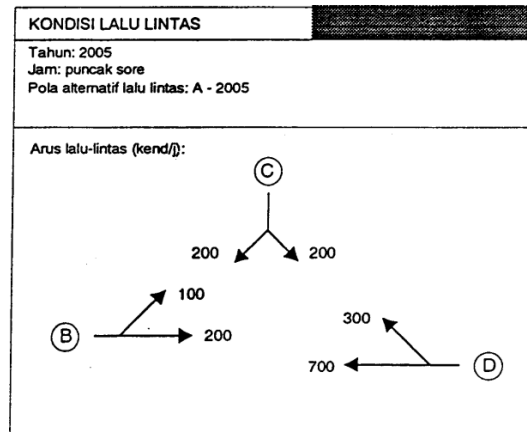 KONDISI LALU LINTAS
Tahun: 2005
Jam: puncak sore
Pola alternatif lalu lintas: A - 2005
Arus lalu-lintas (kend/j):
C
200 200
100
B 200
300
700 D